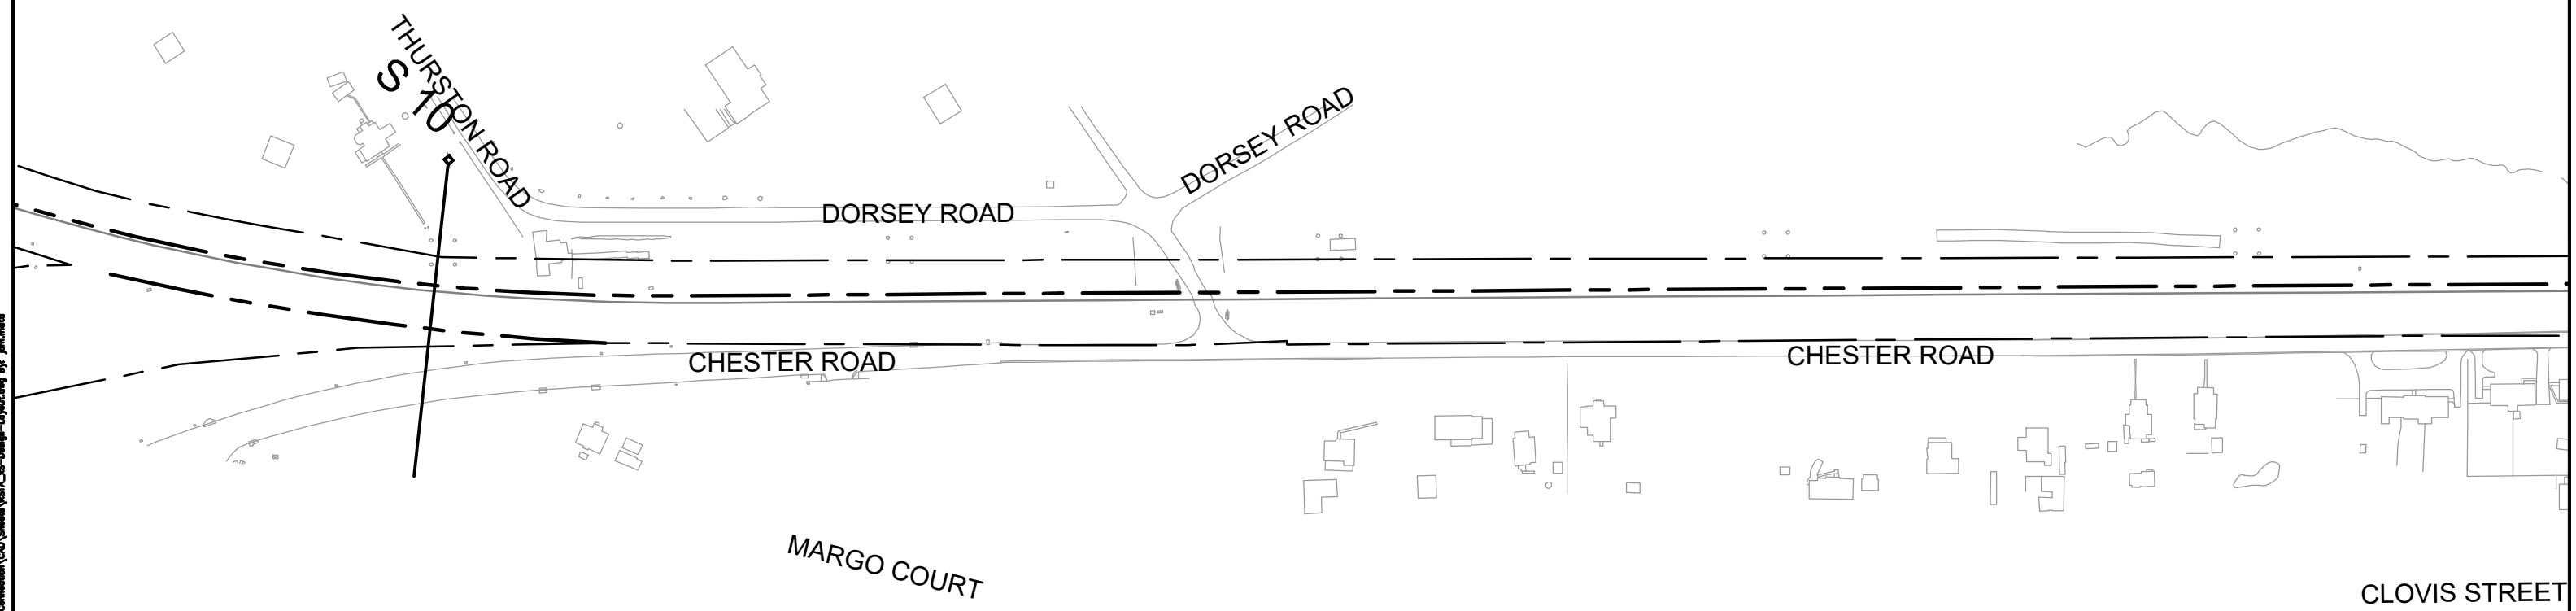 THURSTON ROAD
S 10
DORSEY ROAD
DORSEY ROAD
CHESTER ROAD
CHESTER ROAD
MARGO COURT
CLOVIS STREET